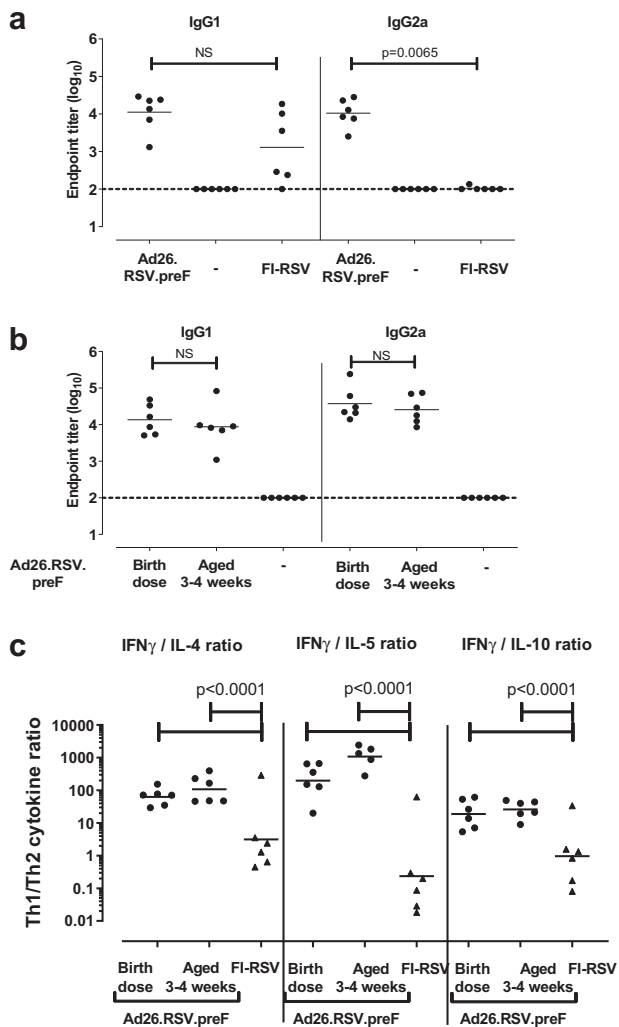 a
IgG1 IgG2a
NS p=0.0065
Endpoint titer (log10)
6
5
4
3
2
1
Ad26. RSV.preF - FI-RSV Ad26. RSV.preF - FI-RSV
b
IgG1 IgG2a
NS NS
Endpoint titer (log10)
6
5
4
3
2
1
Ad26.RSV. preF
Birth dose Aged 3-4 weeks - Birth dose Aged 3-4 weeks -
c
IFNγ / IL-4 ratio IFNγ / IL-5 ratio IFNγ / IL-10 ratio
p<0.0001 p<0.0001 p<0.0001
Th1/Th2 cytokine ratio
10000
1000
100
10
1
0.1
0.01
Birth dose Aged 3-4 weeks FI-RSV Birth dose Aged 3-4 weeks FI-RSV Birth dose Aged 3-4 weeks FI-RSV
Ad26.RSV.preF Ad26.RSV.preF Ad26.RSV.preF